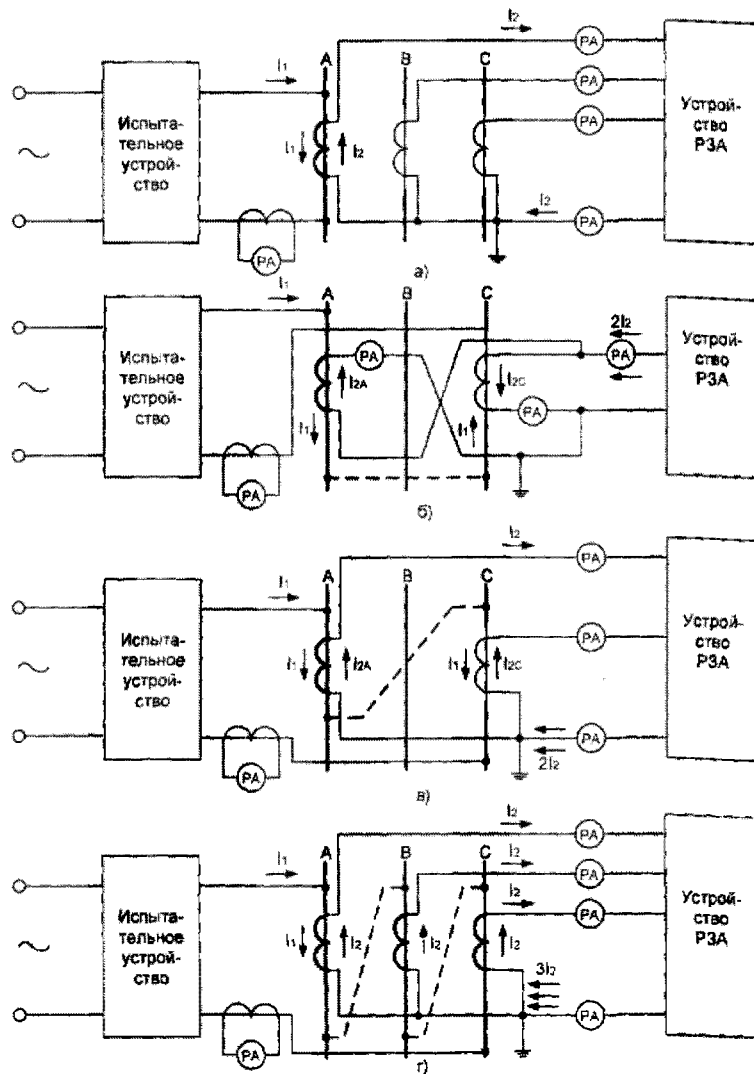 I₂
A
B
C
PA
I₁
PA
Испыта-
тельное
устрой-
ство
PA
Устрой-
ство
РЗА
I₁
I₂
I₂
PA
PA
а)
I₁
A
B
C
2I₂
Испыта-
тельное
устрой-
ство
PA
I₂A
I₂C
PA
Устрой-
ство
РЗА
I₁
I₁
PA
PA
б)
I₂
PA
I₁
A
B
C
Испыта-
тельное
устрой-
ство
I₁
I₂A
I₁
I₂C
PA
Устрой-
ство
РЗА
PA
2I₂
PA
в)
I₂
PA
I₁
A
B
C
I₂
PA
I₂
PA
Испыта-
тельное
устрой-
ство
I₁
I₂
I₂
I₂
Устрой-
ство
РЗА
3I₂
PA
PA
г)